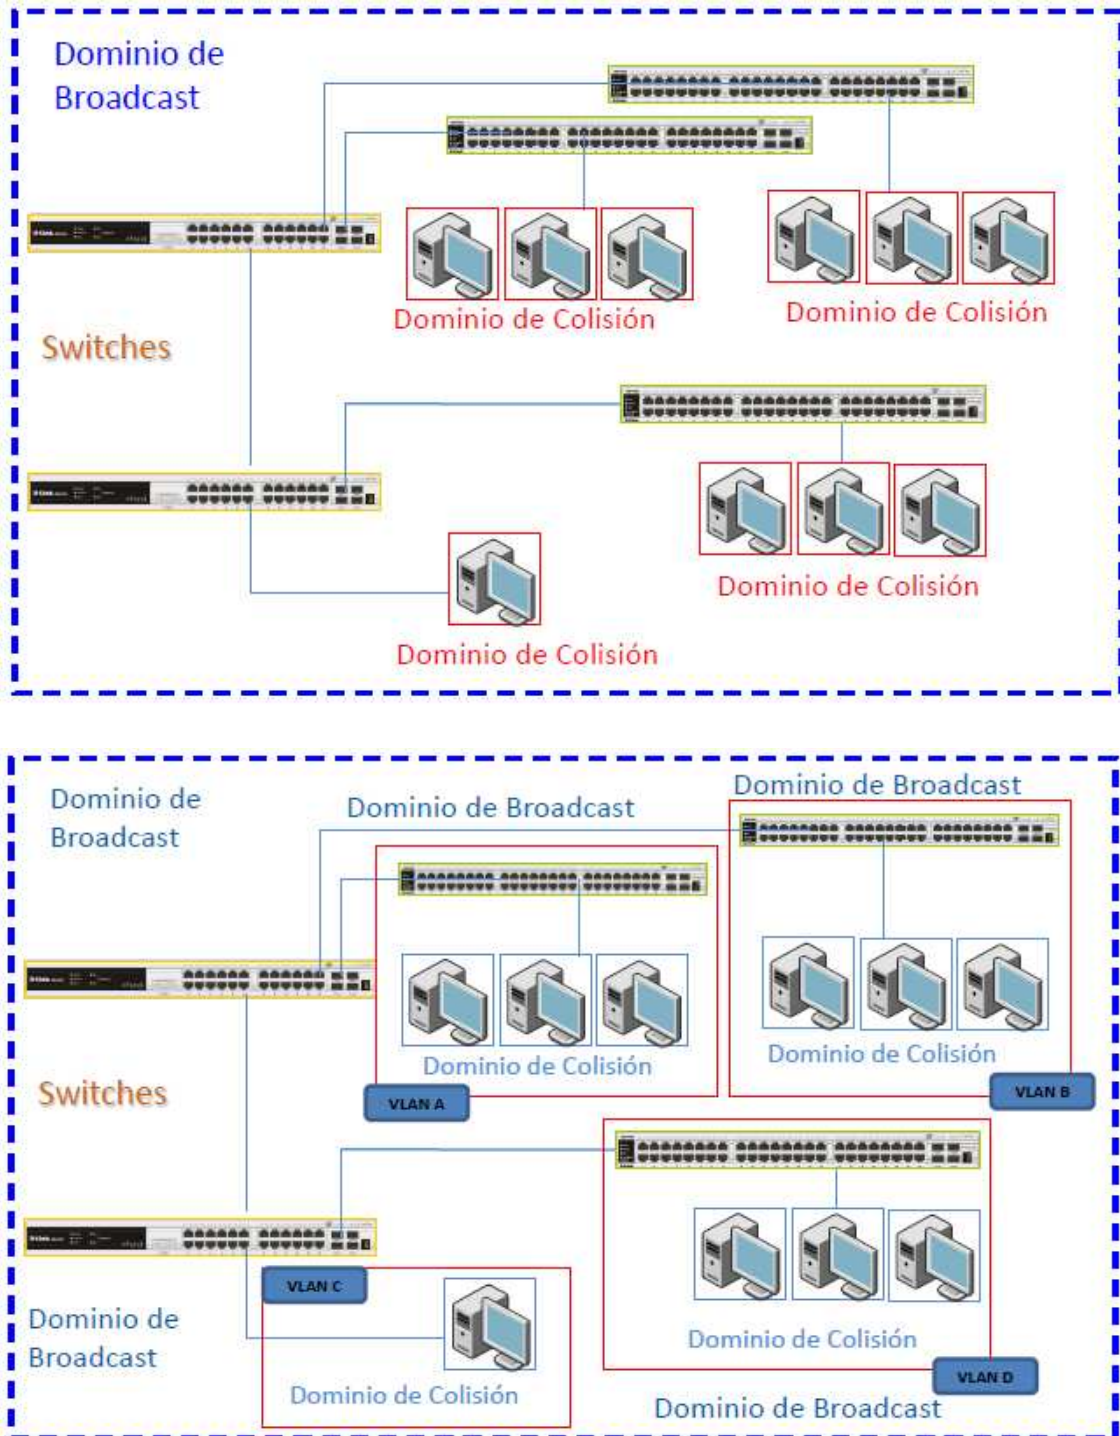 Dominio de
Broadcast
Dominio de Colisión
Dominio de Colisión
Switches
Dominio de Colisión
Dominio de Colisión
Dominio de
Broadcast
Dominio de Broadcast
Dominio de Broadcast
Dominio de Colisión
Dominio de Colisión
VLAN A
VLAN B
Switches
VLAN C
Dominio de
Broadcast
Dominio de Colisión
Dominio de Colisión
VLAN D
Dominio de Broadcast